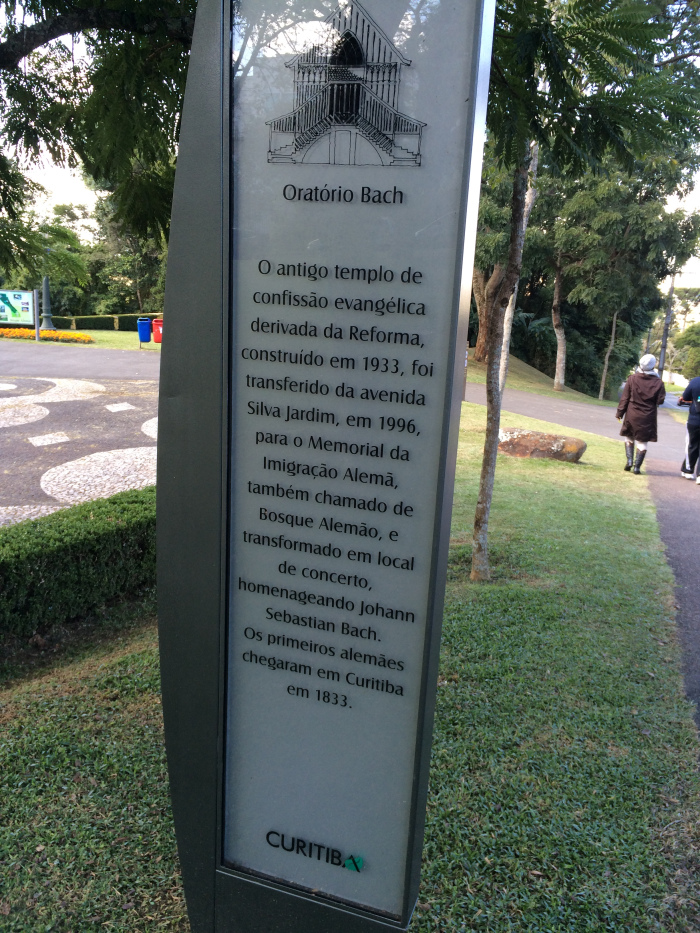 Oratório Bach
O antigo templo de
confissão evangélica
derivada da Reforma,
construído em 1933, foi
transferido da avenida
Silva Jardim, em 1996,
para o Memorial da
Imigração Alemã,
também chamado de
Bosque Alemão, e
transformado em local
de concerto,
homenageando Johann
Sebastian Bach.
Os primeiros alemães
chegaram em Curitiba
em 1833.
CURITIBA